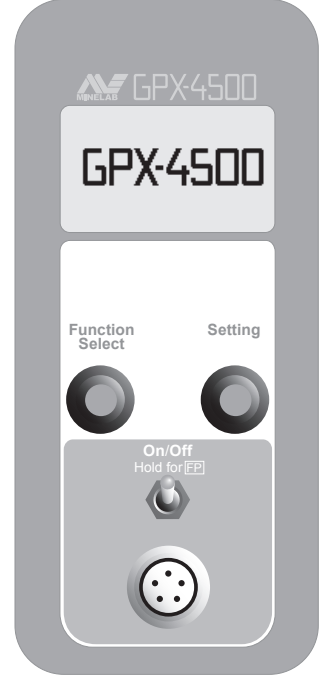 MINELAB GPX-4500
GPX-4500
Function Select
Setting
On/Off
Hold for FP